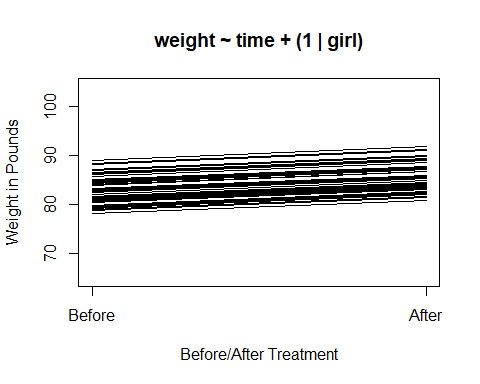 weight ~ time + (1 | girl)
Weight in Pounds
100
90
80
70
Before
After
Before/After Treatment